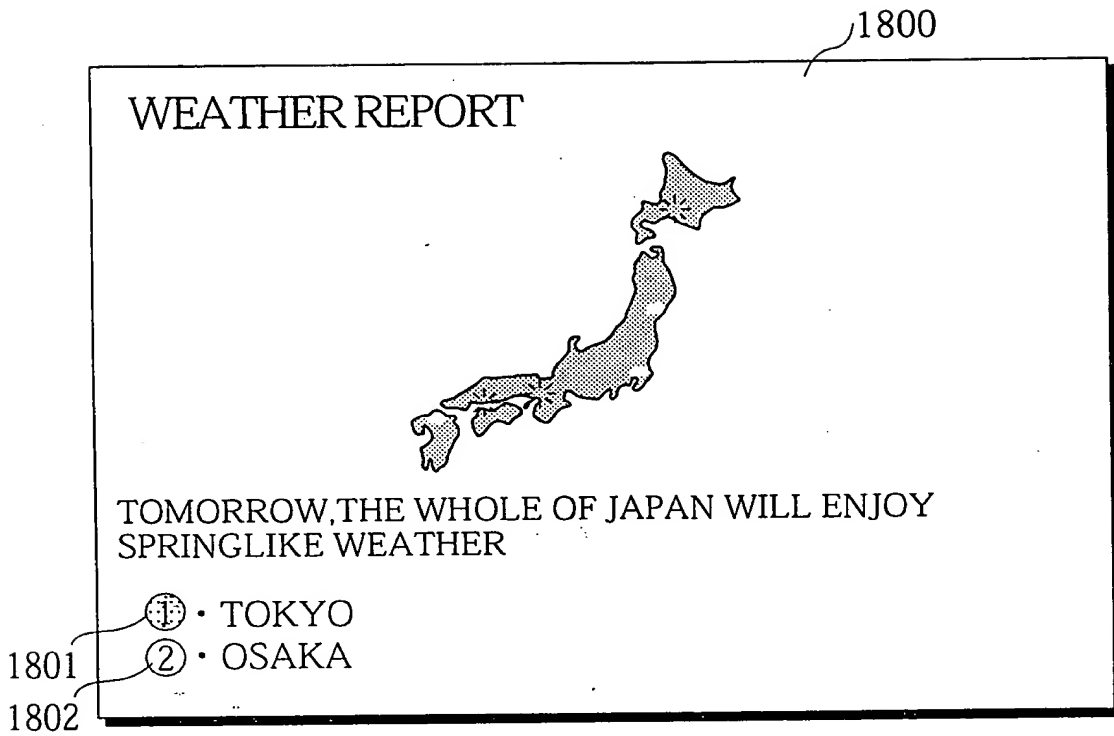 1800
WEATHER REPORT
TOMORROW,THE WHOLE OF JAPAN WILL ENJOY
SPRINGLIKE WEATHER
① · TOKYO
1801
② · OSAKA
1802